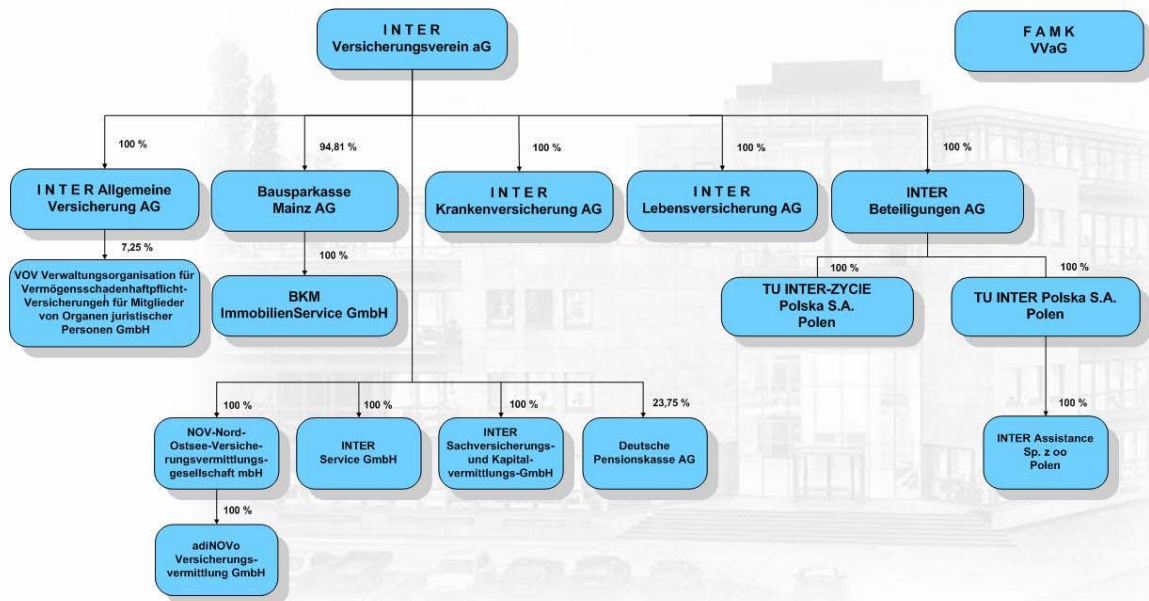 I N T E R
Versicherungsverein aG
F A M K
VVaG
100 %
94,81 %
100 %
100 %
100 %
I N T E R Allgemeine
Versicherung AG
Bausparkasse
Mainz AG
I N T E R
Krankenversicherung AG
I N T E R
Lebensversicherung AG
INTER
Beteiligungen AG
7,25 %
100 %
100 %
100 %
VOV Verwaltungsorganisation für
Vermögensschadenhaftpflicht-
Versicherungen für Mitglieder
von Organen juristischer
Personen GmbH
BKM
ImmobilienService GmbH
TU INTER-ZYCIE
Polska S.A.
Polen
TU INTER Polska S.A.
Polen
100 %
100 %
100 %
23,75 %
100 %
NOV-Nord-
Ostsee-Versiche-
rungsvermittlungs-
gesellschaft mbH
INTER
Service GmbH
INTER
Sachversicherungs-
und Kapital-
vermittlungs-GmbH
Deutsche
Pensionskasse AG
INTER Assistance
Sp. z oo
Polen
100 %
adiNOVo
Versicherungs-
vermittlung GmbH